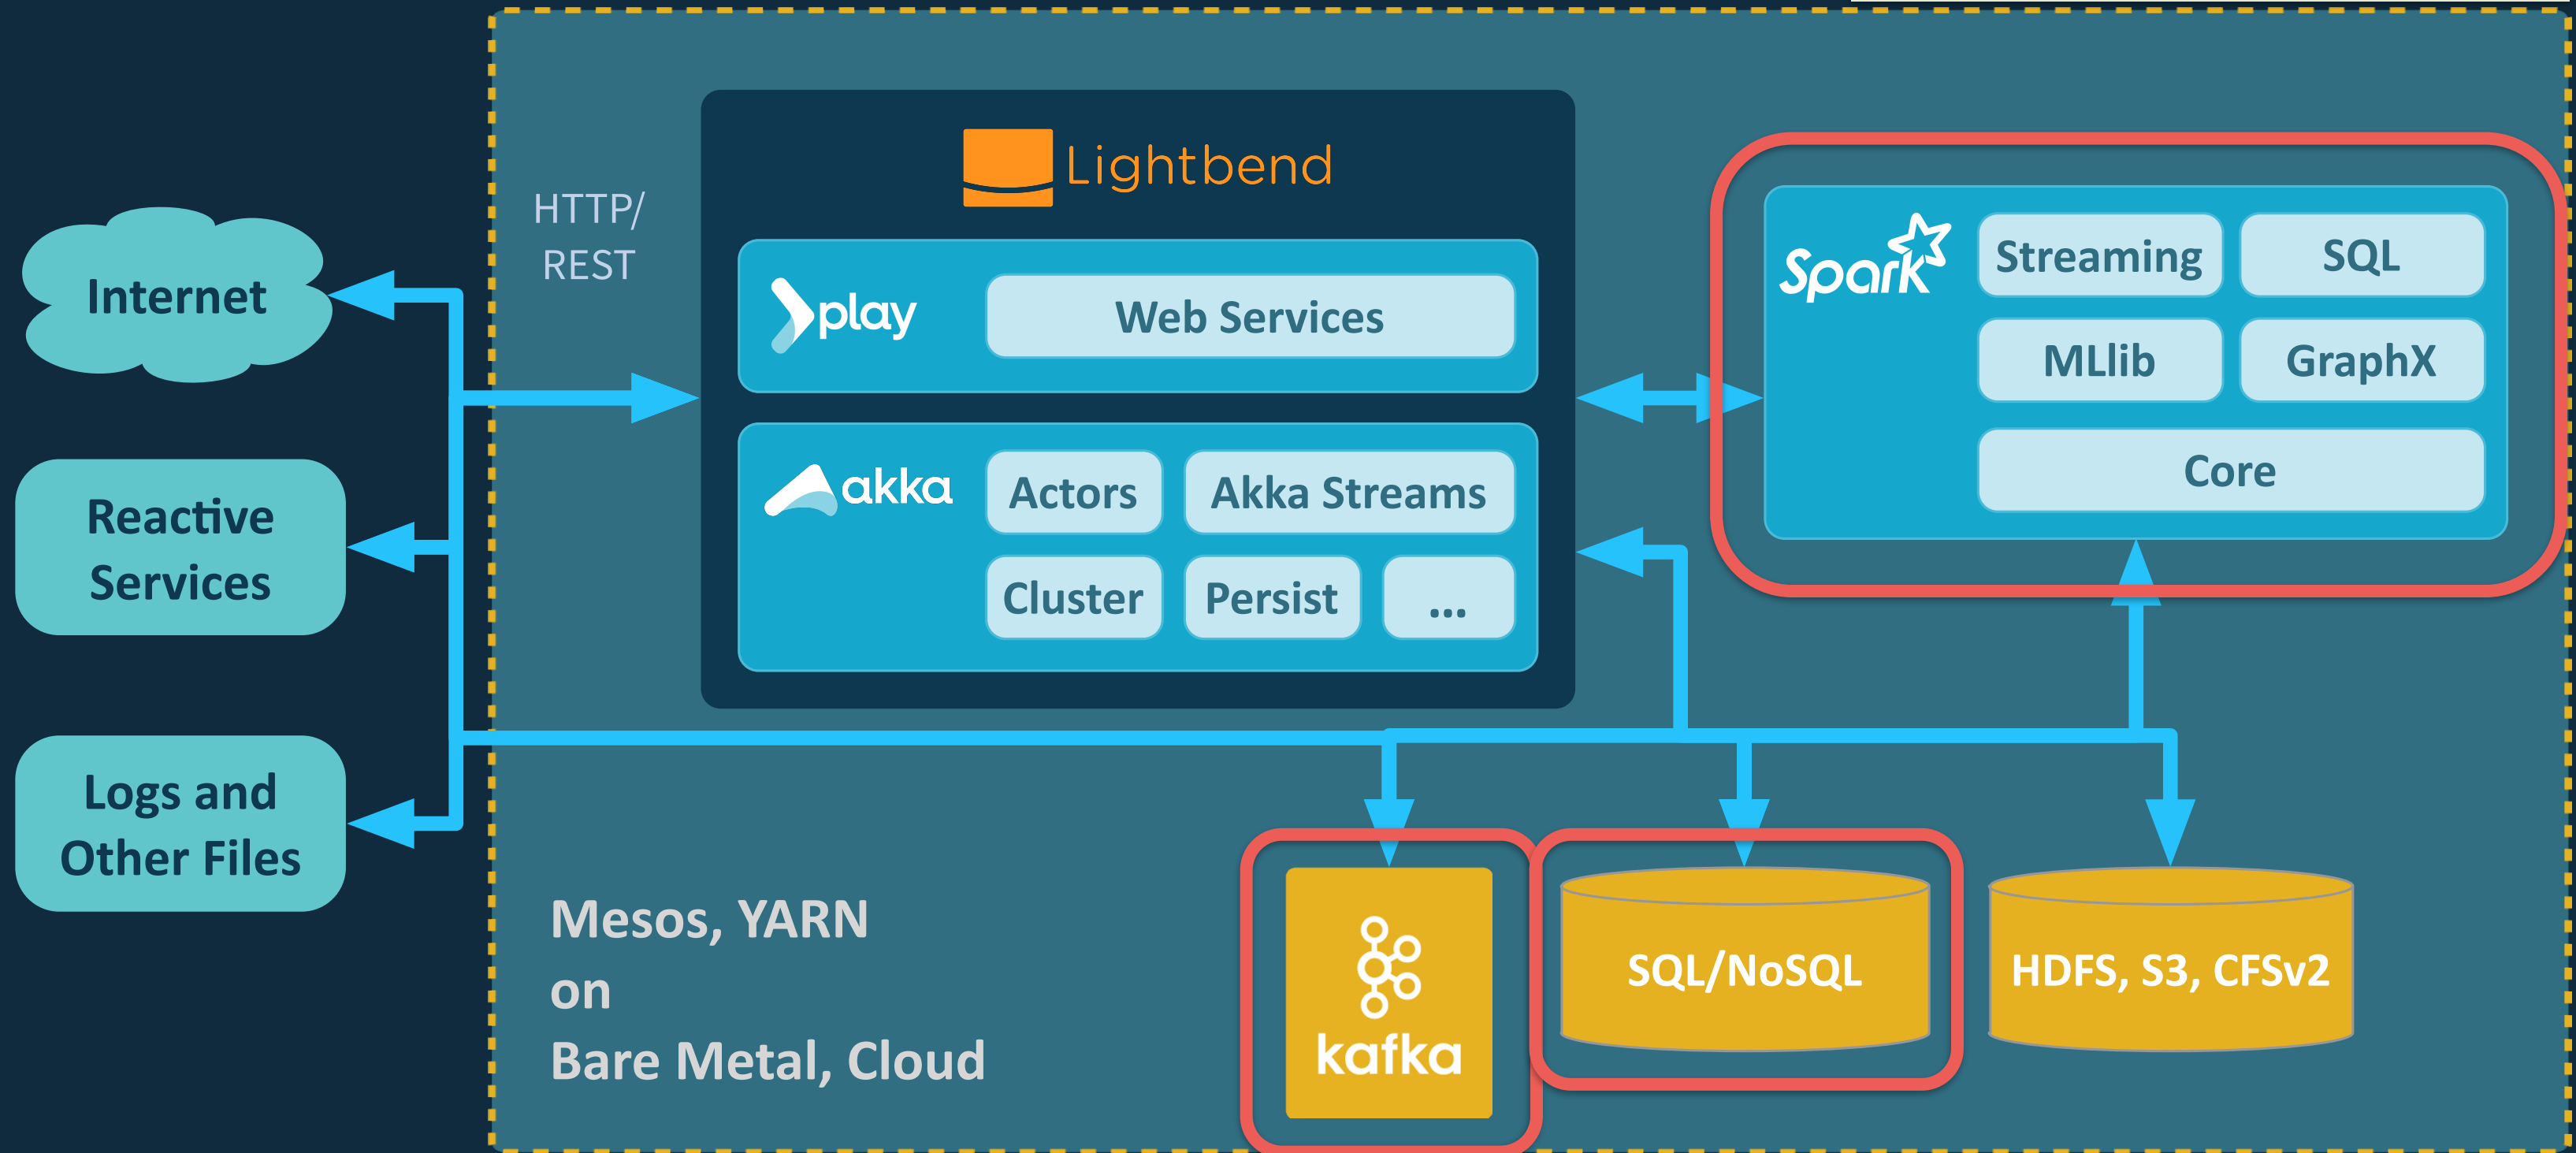 Internet
Reactive
Services
Logs and
Other Files
HTTP/
REST
Lightbend
play
Web Services
akka
Actors
Akka Streams
Cluster
Persist
...
Spark
Streaming
SQL
MLlib
GraphX
Core
Mesos, YARN
on
Bare Metal, Cloud
kafka
SQL/NoSQL
HDFS, S3, CFSv2